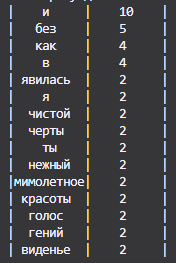 | и | 10 |
| без | 5 |
| как | 4 |
| в | 4 |
| явилась | 2 |
| я | 2 |
| чистой | 2 |
| черты | 2 |
| ты | 2 |
| нежный | 2 |
|мимолетное| 2 |
| красоты | 2 |
| голос | 2 |
| гений | 2 |
| виденье | 2 |